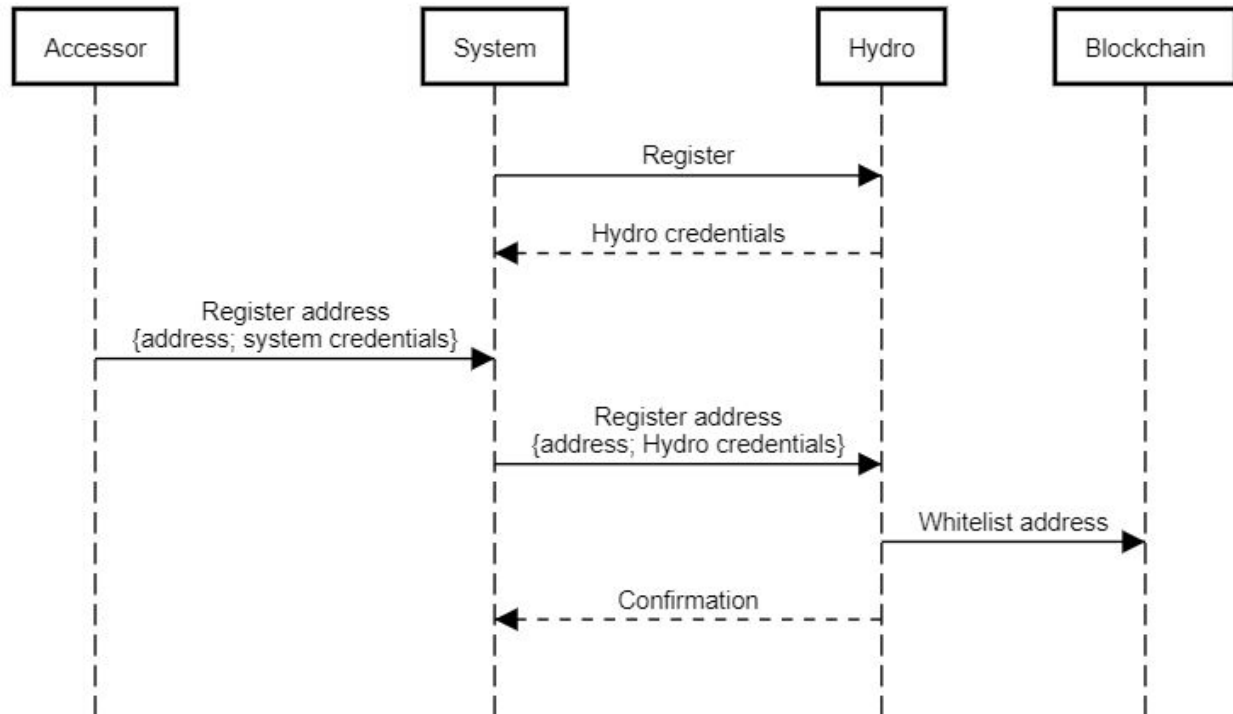 Accessor
System
Hydro
Blockchain
Register
Hydro credentials
Register address
{address; system credentials}
Register address
{address; Hydro credentials}
Whitelist address
Confirmation